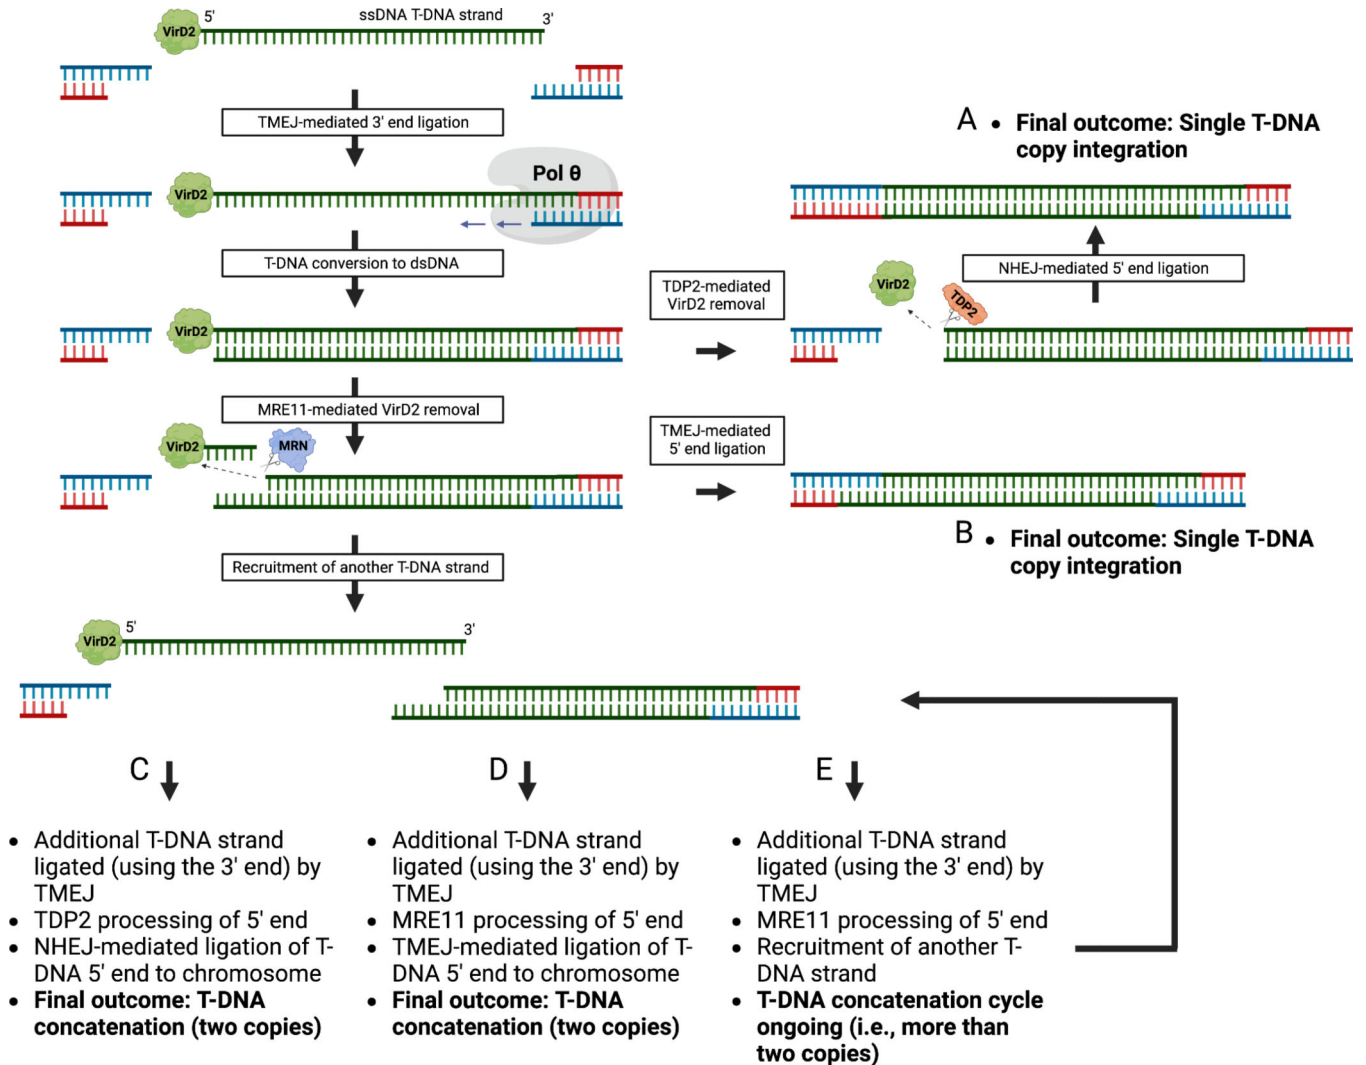 5'
ssDNA T-DNA strand
3'
VirD2
TMEJ-mediated 3' end ligation
Pol θ
VirD2
T-DNA conversion to dsDNA
VirD2
MRE11-mediated VirD2 removal
VirD2
MRN
Recruitment of another T-DNA strand
TDP2-mediated
VirD2 removal
VirD2
TDP2
NHEJ-mediated 5' end ligation
A
• Final outcome: Single T-DNA
copy integration
TMEJ-mediated
5' end ligation
B
• Final outcome: Single T-DNA
copy integration
VirD2
5'
3'
C
• Additional T-DNA strand
ligated (using the 3' end) by
TMEJ
• TDP2 processing of 5' end
• NHEJ-mediated ligation of T-
DNA 5' end to chromosome
• Final outcome: T-DNA
concatenation (two copies)
D
• Additional T-DNA strand
ligated (using the 3' end) by
TMEJ
• MRE11 processing of 5' end
• TMEJ-mediated ligation of T-
DNA 5' end to chromosome
• Final outcome: T-DNA
concatenation (two copies)
E
• Additional T-DNA strand
ligated (using the 3' end) by
TMEJ
• MRE11 processing of 5' end
• Recruitment of another T-
DNA strand
• T-DNA concatenation cycle
ongoing (i.e., more than
two copies)